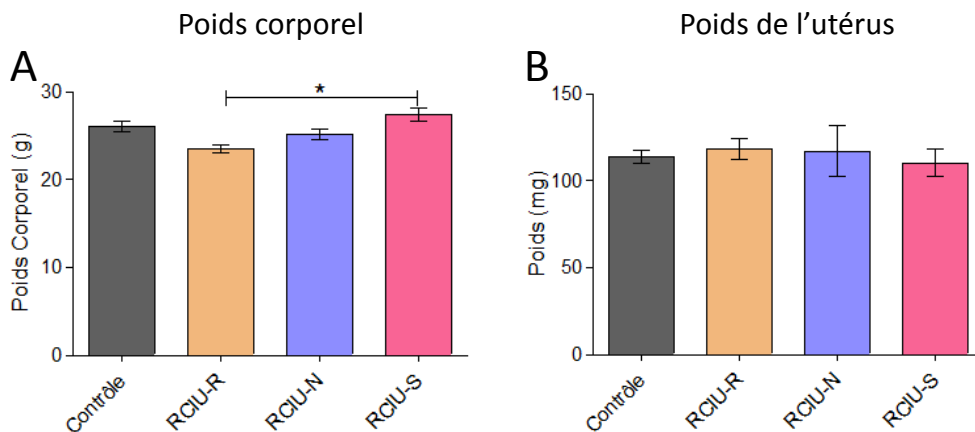 Poids corporel
A
Poids Corporel (g)
30
20
10
0
*
Contrôle
RCIU-R
RCIU-N
RCIU-S
Poids de l’utérus
B
Poids (mg)
150
100
50
0
Contrôle
RCIU-R
RCIU-N
RCIU-S